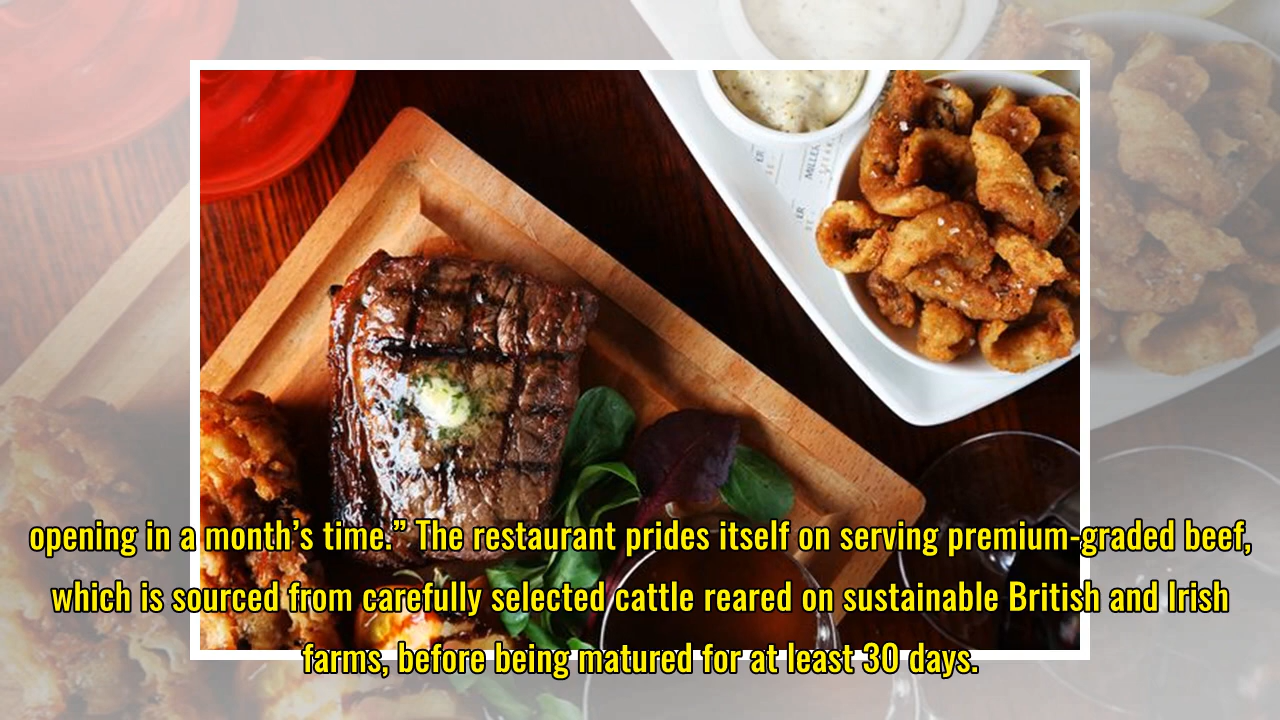 MILLER
opening in a month’s time.” The restaurant prides itself on serving premium-graded beef,
which is sourced from carefully selected cattle reared on sustainable British and Irish
farms, before being matured for at least 30 days.